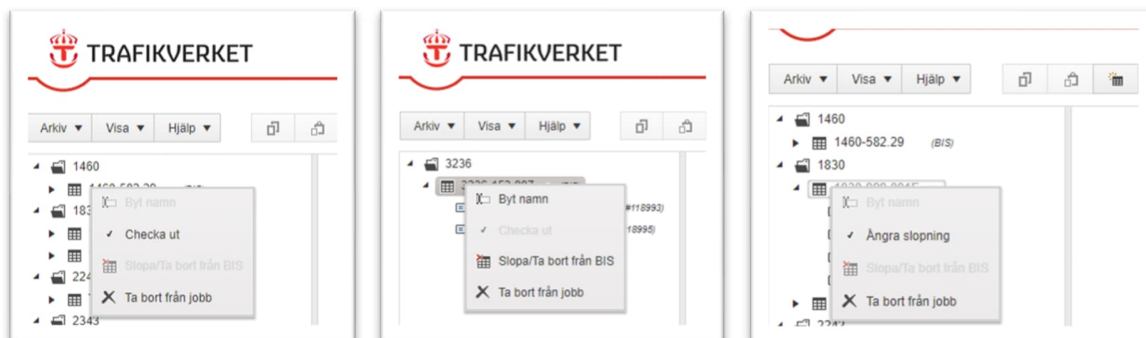 TRAFIKVERKET
Arkiv Visa Hjälp
1460
Byt namn
Checka ut
Slopa/Ta bort från BIS
Ta bort från jobb
2343
TRAFIKVERKET
Arkiv Visa Hjälp
3236
Byt namn
#118993)
Checka ut
18995)
Slopa/Ta bort från BIS
Ta bort från jobb
Arkiv Visa Hjälp
1460
1460-582.29 (BIS)
1830
Byt namn
Ångra slopning
Slopa/Ta bort från BIS
Ta bort från jobb